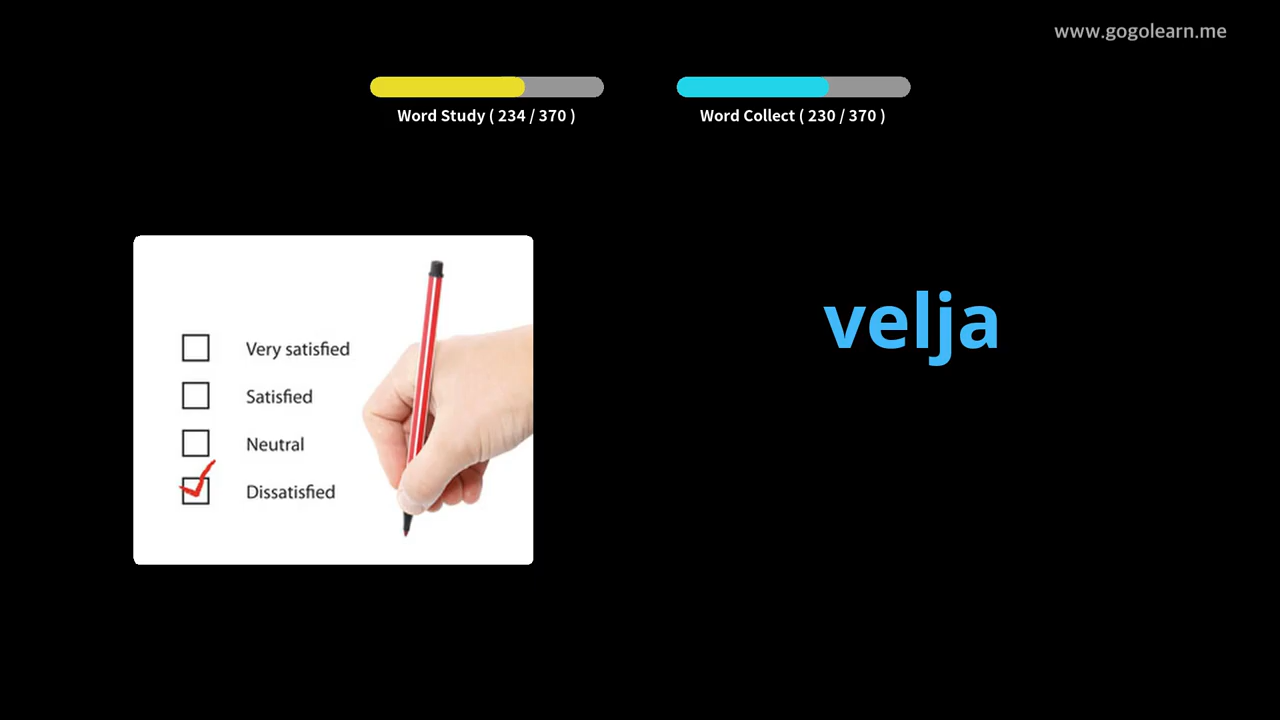 www.gogolearn.me
Word Study ( 234 / 370 )
Word Collect ( 230 / 370 )
Very satisfied
Satisfied
Neutral
Dissatisfied
velja